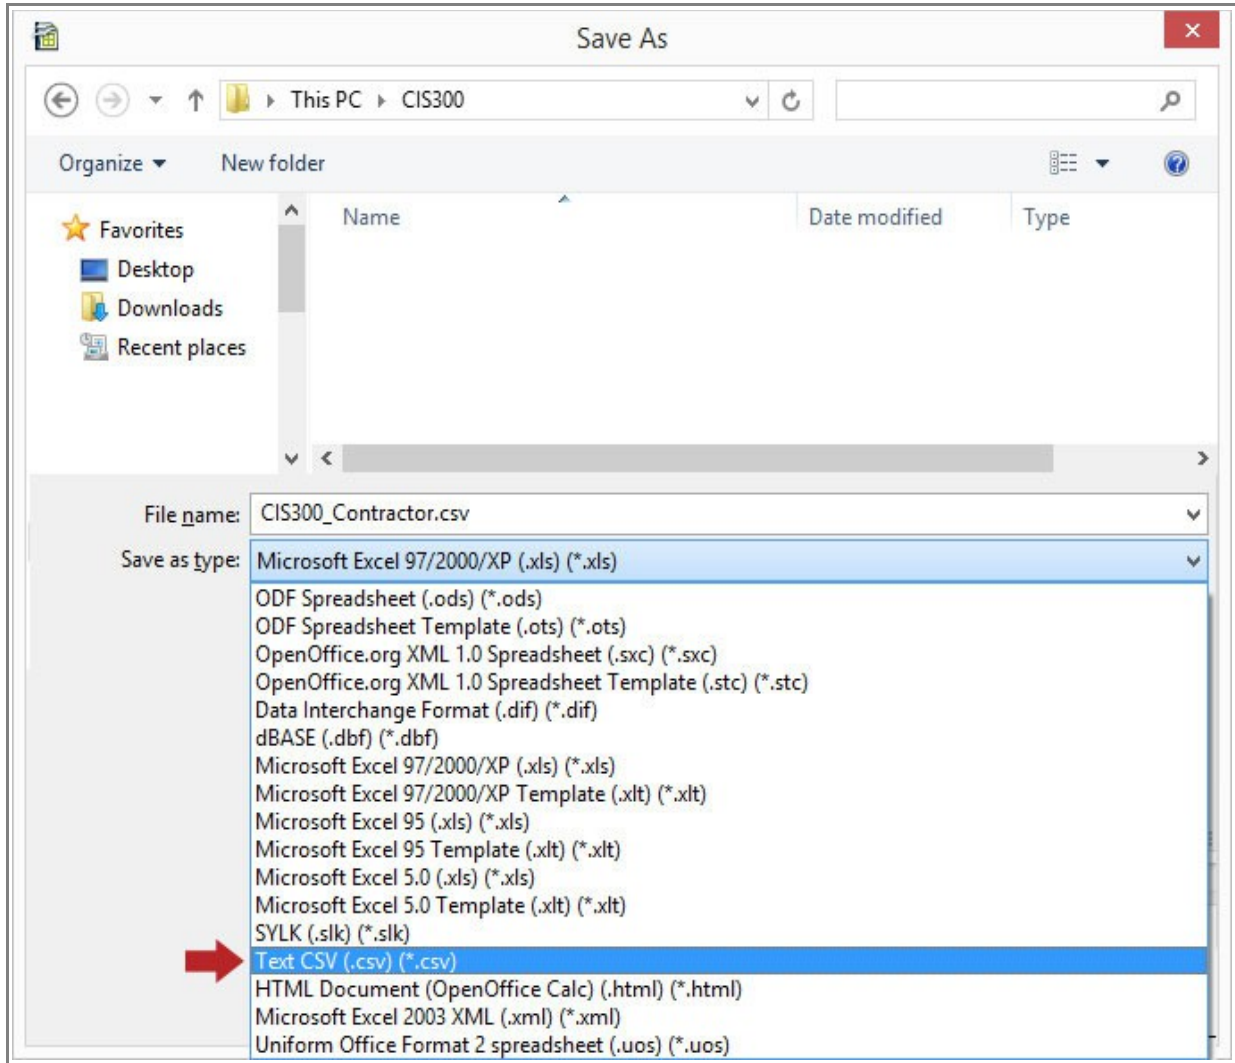 Save As
This PC CIS300
Organize New folder
Favorites
Desktop
Downloads
Recent places
Name Date modified Type
File name: CIS300_Contractor.csv
Save as type: Microsoft Excel 97/2000/XP (.xls) (*.xls)
ODF Spreadsheet (.ods) (*.ods)
ODF Spreadsheet Template (.ots) (*.ots)
OpenOffice.org XML 1.0 Spreadsheet (.sxc) (*.sxc)
OpenOffice.org XML 1.0 Spreadsheet Template (.stc) (*.stc)
Data Interchange Format (.dif) (*.dif)
dBASE (.dbf) (*.dbf)
Microsoft Excel 97/2000/XP (.xls) (*.xls)
Microsoft Excel 97/2000/XP Template (.xlt) (*.xlt)
Microsoft Excel 95 (.xls) (*.xls)
Microsoft Excel 95 Template (.xlt) (*.xlt)
Microsoft Excel 5.0 (.xls) (*.xls)
Microsoft Excel 5.0 Template (.xlt) (*.xlt)
SYLK (.slk) (*.slk)
Text CSV (.csv) (*.csv)
HTML Document (OpenOffice Calc) (.html) (*.html)
Microsoft Excel 2003 XML (.xml) (*.xml)
Uniform Office Format 2 spreadsheet (.uos) (*.uos)